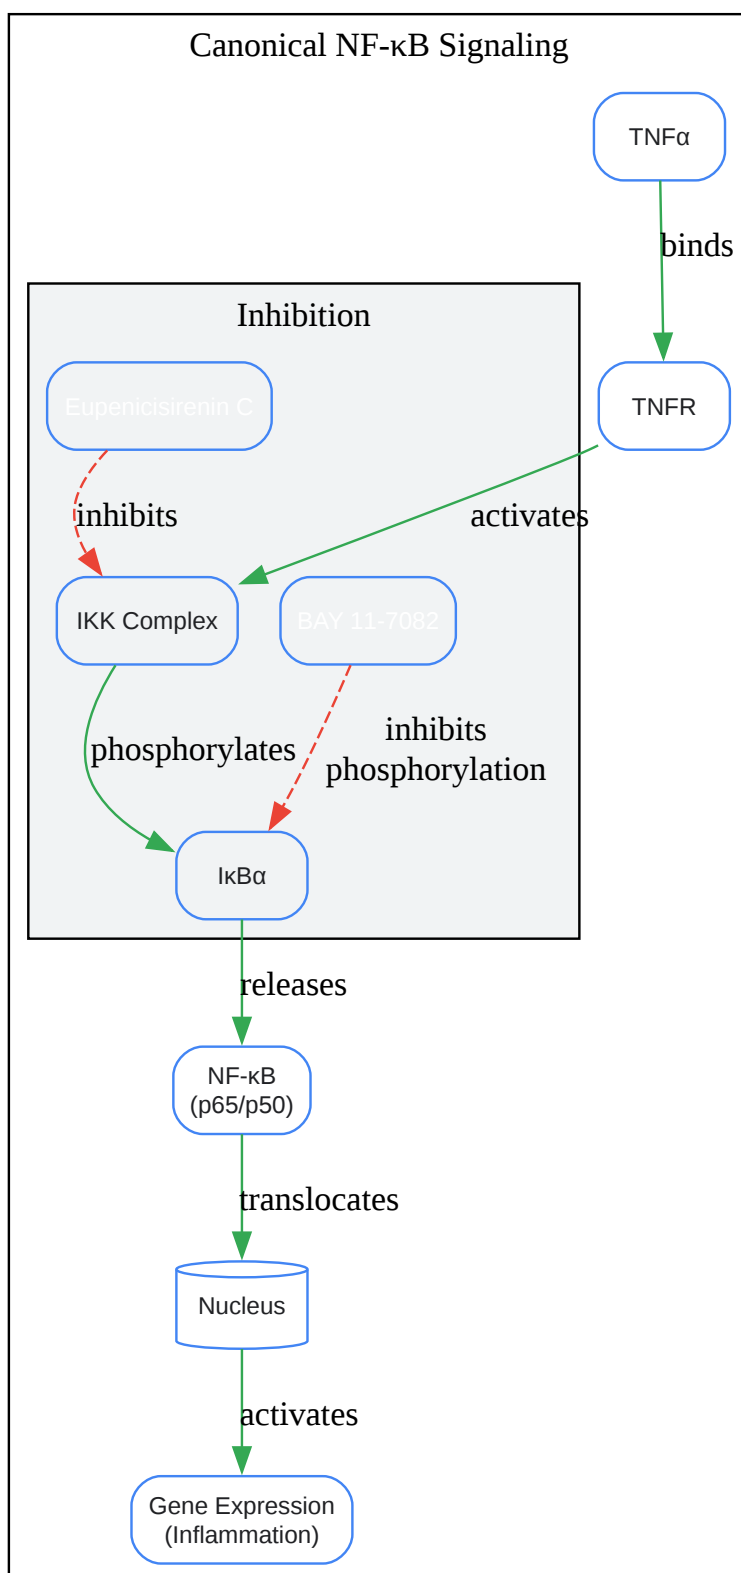 Canonical NF-κB Signaling
TNFα
binds
Inhibition
Eupenicisirenin C
TNFR
inhibits
activates
IKK Complex
BAY 11-7082
phosphorylates
inhibits
phosphorylation
IκBα
releases
NF-κB
(p65/p50)
translocates
Nucleus
activates
Gene Expression
(Inflammation)